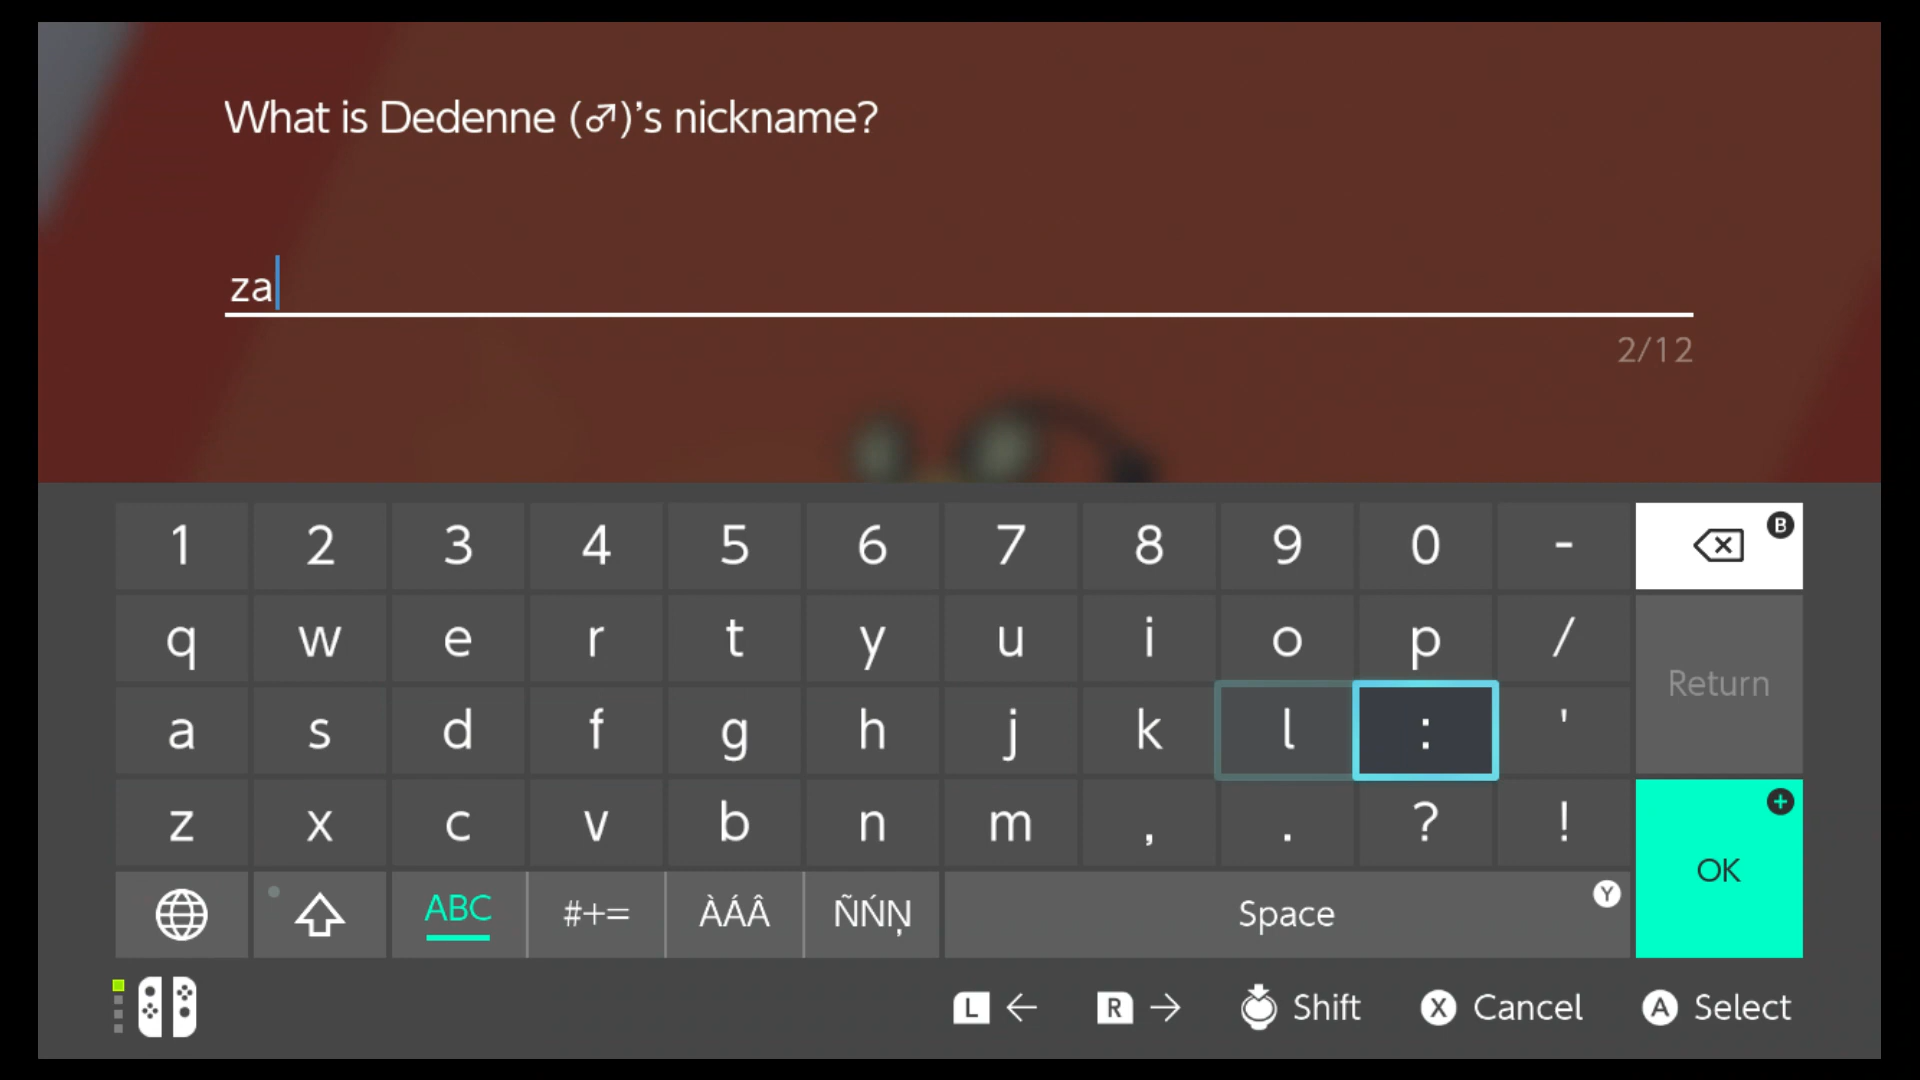 What is Dedenne (♂)'s nickname?
za
2/12
1 2 3 4 5 6 7 8 9 0 - B
q w e r t y u i o p / Return
a s d f g h j k l : '
z x c v b n m , . ? ! + OK
ABC #+= ÀÁÂ ÑŃŅ Space Y
L ← R → Shift X Cancel A Select